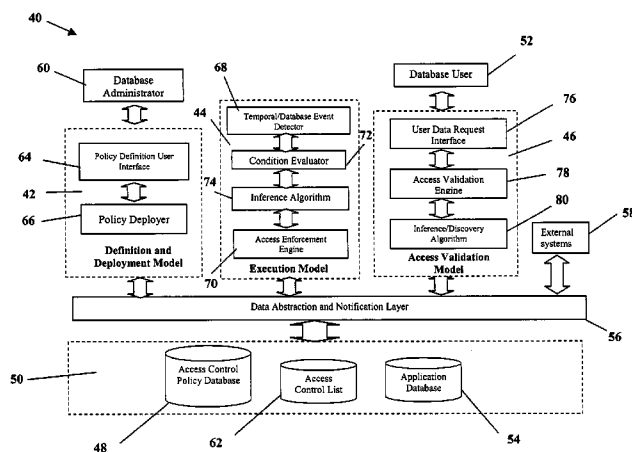 40
60
Database
Administrator
68
52
Database User
Temporal/Database Event
Detector
76
64
44
72
User Data Request
Interface
46
Policy Definition User
Interface
Condition Evaluator
42
74
78
Inference Algorithm
Access Validation
Engine
66
Policy Deployer
80
58
Access Enforcement
Engine
Inference/Discovery
Algorithm
External
systems
Definition and
Deployment Model
70
Execution Model
Access Validation
Model
Data Abstraction and Notification Layer
56
50
Access Control
Policy Database
Access
Control List
Application
Database
48
62
54